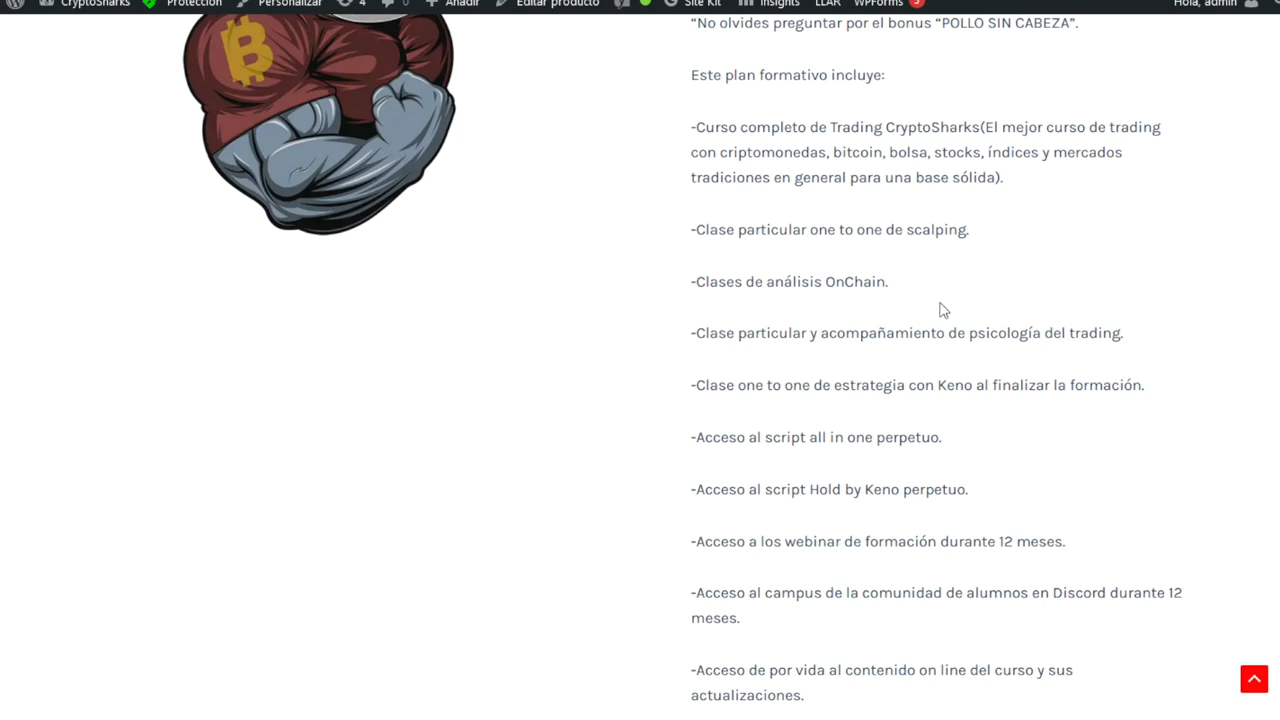 CryptoSharks Protección Personalizar 4 0 Añadir Editar producto Site Kit Insights LLAR WPForms 3 Hola, admin
"No olvides preguntar por el bonus "POLLO SIN CABEZA".
Este plan formativo incluye:
-Curso completo de Trading CryptoSharks(El mejor curso de trading
con criptomonedas, bitcoin, bolsa, stocks, índices y mercados
tradiciones en general para una base sólida).
-Clase particular one to one de scalping.
-Clases de análisis OnChain.
-Clase particular y acompañamiento de psicología del trading.
-Clase one to one de estrategia con Keno al finalizar la formación.
-Acceso al script all in one perpetuo.
-Acceso al script Hold by Keno perpetuo.
-Acceso a los webinar de formación durante 12 meses.
-Acceso al campus de la comunidad de alumnos en Discord durante 12
meses.
-Acceso de por vida al contenido on line del curso y sus
actualizaciones.